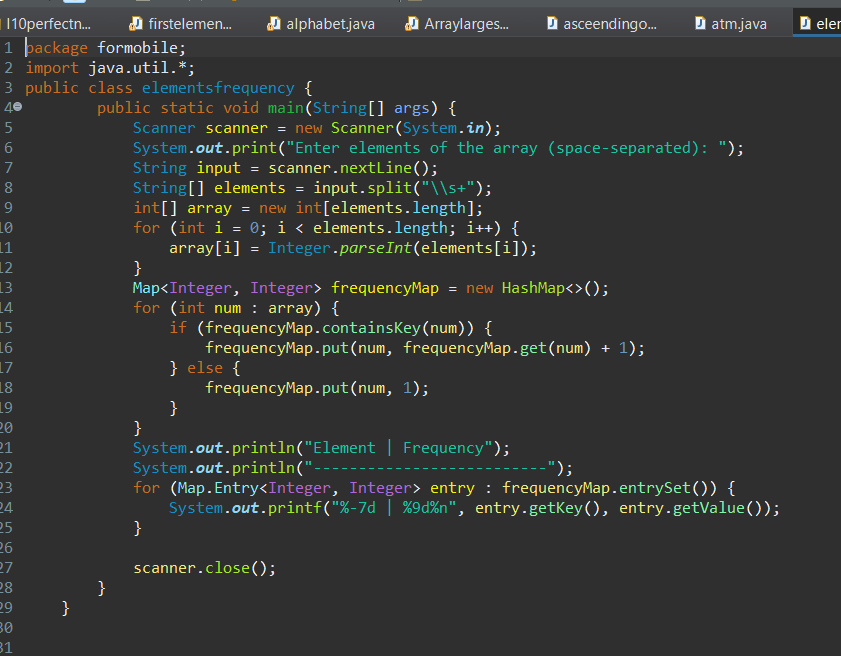 l10perfectn... firstelemen... alphabet.java Arraylarges... asceendingo... atm.java eler
1 package formobile;
2 import java.util.*;
3 public class elementsfrequency {
4 public static void main(String[] args) {
5 Scanner scanner = new Scanner(System.in);
6 System.out.print("Enter elements of the array (space-separated): ");
7 String input = scanner.nextLine();
8 String[] elements = input.split("\\s+");
9 int[] array = new int[elements.length];
10 for (int i = 0; i < elements.length; i++) {
11 array[i] = Integer.parseInt(elements[i]);
12 }
13 Map<Integer, Integer> frequencyMap = new HashMap<>();
14 for (int num : array) {
15 if (frequencyMap.containsKey(num)) {
16 frequencyMap.put(num, frequencyMap.get(num) + 1);
17 } else {
18 frequencyMap.put(num, 1);
19 }
20 }
21 System.out.println("Element | Frequency");
22 System.out.println("--------------------------");
23 for (Map.Entry<Integer, Integer> entry : frequencyMap.entrySet()) {
24 System.out.printf("%-7d | %9d%n", entry.getKey(), entry.getValue());
25 }
26
27 scanner.close();
28 }
29 }
30
31